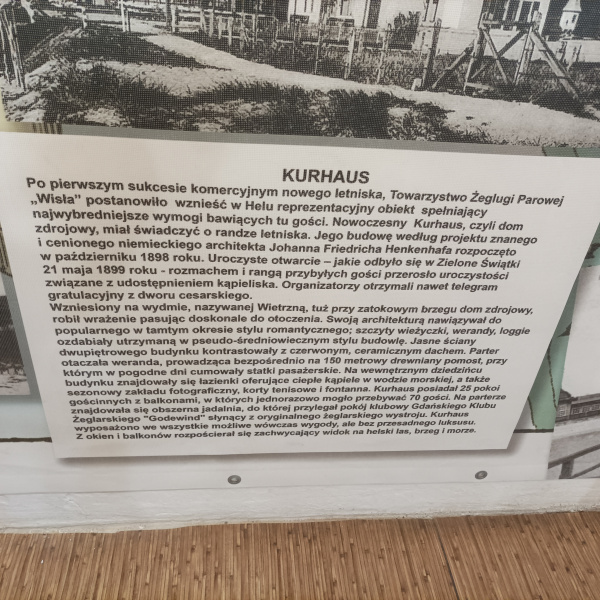 KURHAUS
Po pierwszym sukcesie komercyjnym nowego letniska, Towarzystwo Żeglugi Parowej
„Wisła” postanowiło wznieść w Helu reprezentacyjny obiekt spełniający
najwybredniejsze wymogi bawiących tu gości. Nowoczesny Kurhaus, czyli dom
zdrojowy, miał świadczyć o randze letniska. Jego budowę według projektu znanego
i cenionego niemieckiego architekta Johanna Friedricha Henkenhafa rozpoczęto
w październiku 1898 roku. Uroczyste otwarcie – jakie odbyło się w Zielone Świątki
21 maja 1899 roku - rozmachem i rangą przybyłych gości przerosło uroczystości
związane z udostępnieniem kąpieliska. Organizatorzy otrzymali nawet telegram
gratulacyjny z dworu cesarskiego.
Wzniesiony na wydmie, nazywanej Wietrzną, tuż przy zatokowym brzegu dom zdrojowy,
robił wrażenie pasując doskonale do otoczenia. Swoją architekturą nawiązywał do
popularnego w tamtym okresie stylu romantycznego; szczyty wieżyczki, werandy, loggie
ozdabiały utrzymaną w pseudo-średniowiecznym stylu budowlę. Jasne ściany
dwupiętrowego budynku kontrastowały z czerwonym, ceramicznym dachem. Parter
otaczała weranda, prowadząca bezpośrednio na 150 metrowy drewniany pomost, przy
którym w pogodne dni cumowały statki pasażerskie. Na wewnętrznym dziedzińcu
budynku znajdowały się łazienki oferujące ciepłe kąpiele w wodzie morskiej, a także
sezonowy zakładu fotograficzny, korty tenisowe i fontanna. Kurhaus posiadał 25 pokoi
gościnnych z balkonami, w których jednorazowo mogło przebywać 70 gości. Na parterze
znajdowała się obszerna jadalnia, do której przylegał pokój klubowy Gdańskiego Klubu
Żeglarskiego "Godewind" słynący z oryginalnego żeglarskiego wystroju. Kurhaus
wyposażono we wszystkie możliwe wówczas wygody, ale bez przesadnego luksusu.
Z okien i balkonów rozpościerał się zachwycający widok na helski las, brzeg i morze.